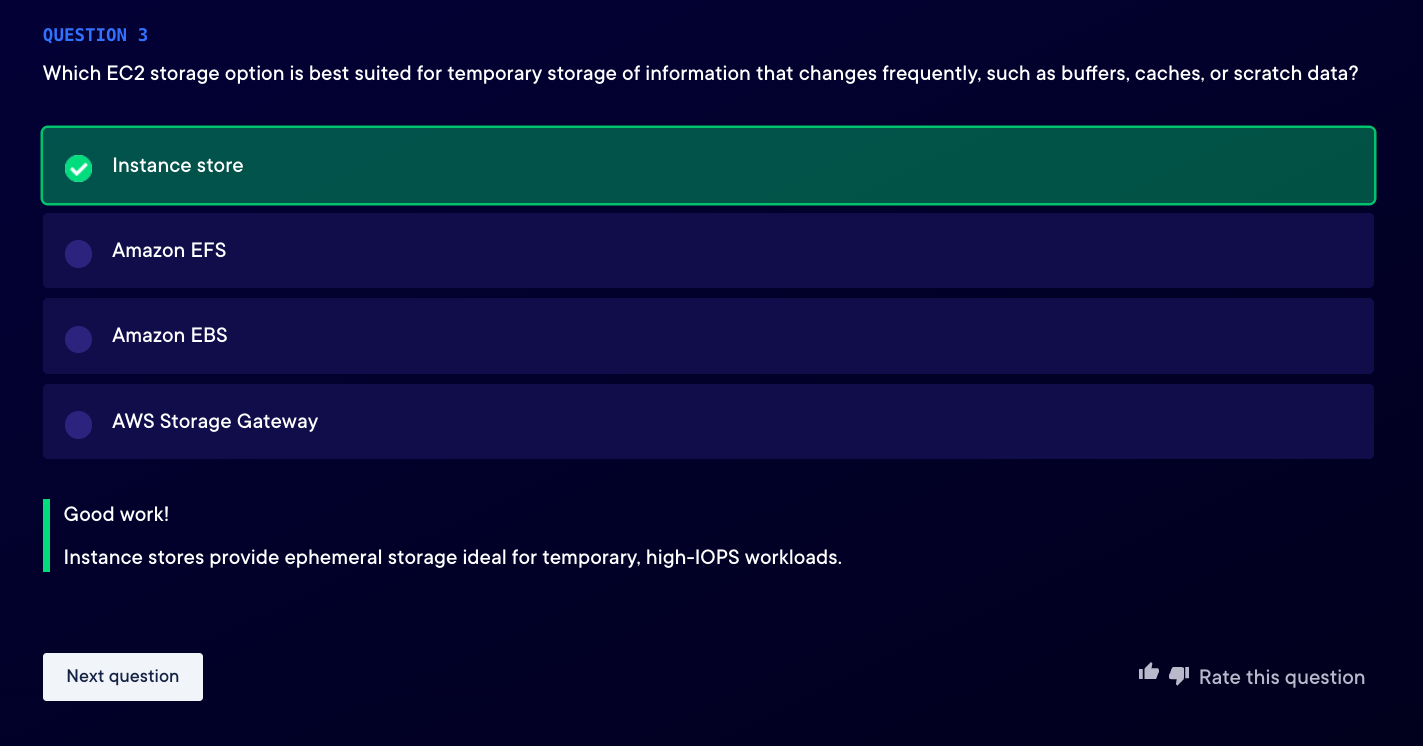 QUESTION 3
Which EC2 storage option is best suited for temporary storage of information that changes frequently, such as buffers, caches, or scratch data?
Instance store
Amazon EFS
Amazon EBS
AWS Storage Gateway
Good work!
Instance stores provide ephemeral storage ideal for temporary, high-IOPS workloads.
Next question
Rate this question